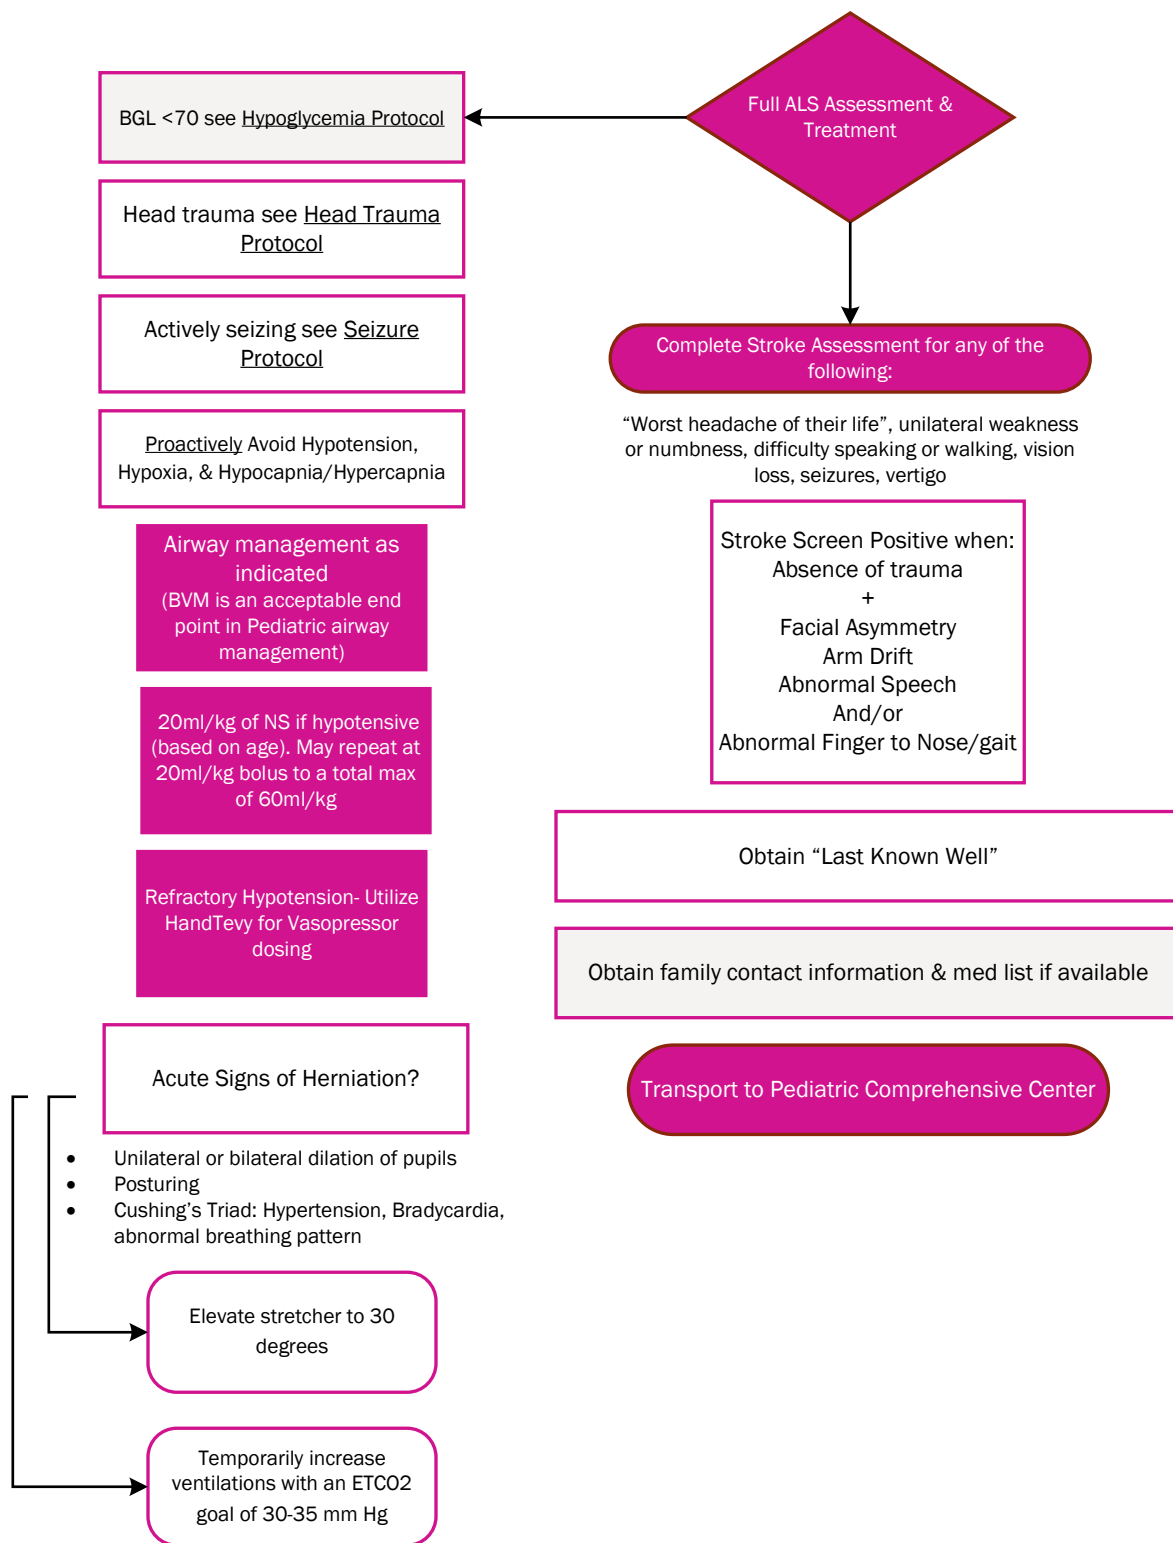 Full ALS Assessment &
Treatment
BGL <70 see Hypoglycemia Protocol
Head trauma see Head Trauma
Protocol
Actively seizing see Seizure
Protocol
Proactively Avoid Hypotension,
Hypoxia, & Hypocapnia/Hypercapnia
Airway management as
indicated
(BVM is an acceptable end
point in Pediatric airway
management)
20ml/kg of NS if hypotensive
(based on age). May repeat at
20ml/kg bolus to a total max
of 60ml/kg
Refractory Hypotension- Utilize
HandTevy for Vasopressor
dosing
Acute Signs of Herniation?
• Unilateral or bilateral dilation of pupils
• Posturing
• Cushing’s Triad: Hypertension, Bradycardia,
abnormal breathing pattern
Elevate stretcher to 30
degrees
Temporarily increase
ventilations with an ETCO2
goal of 30-35 mm Hg
Complete Stroke Assessment for any of the
following:
“Worst headache of their life”, unilateral weakness
or numbness, difficulty speaking or walking, vision
loss, seizures, vertigo
Stroke Screen Positive when:
Absence of trauma
+
Facial Asymmetry
Arm Drift
Abnormal Speech
And/or
Abnormal Finger to Nose/gait
Obtain “Last Known Well”
Obtain family contact information & med list if available
Transport to Pediatric Comprehensive Center